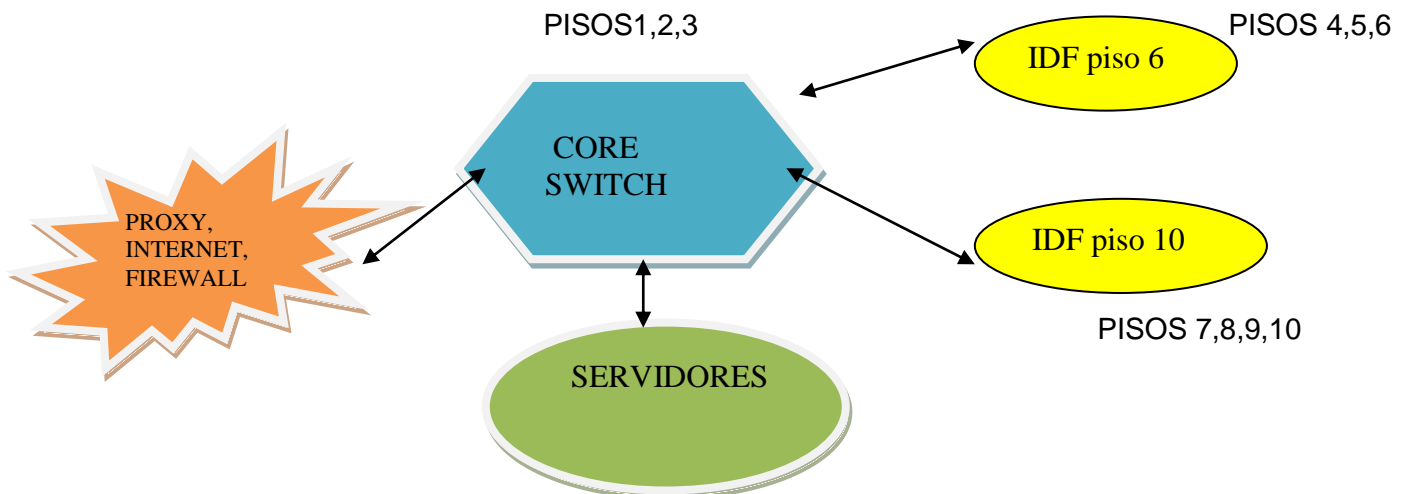 PISOS1,2,3
PISOS 4,5,6
IDF piso 6
CORE
SWITCH
PROXY,
INTERNET,
FIREWALL
IDF piso 10
PISOS 7,8,9,10
SERVIDORES